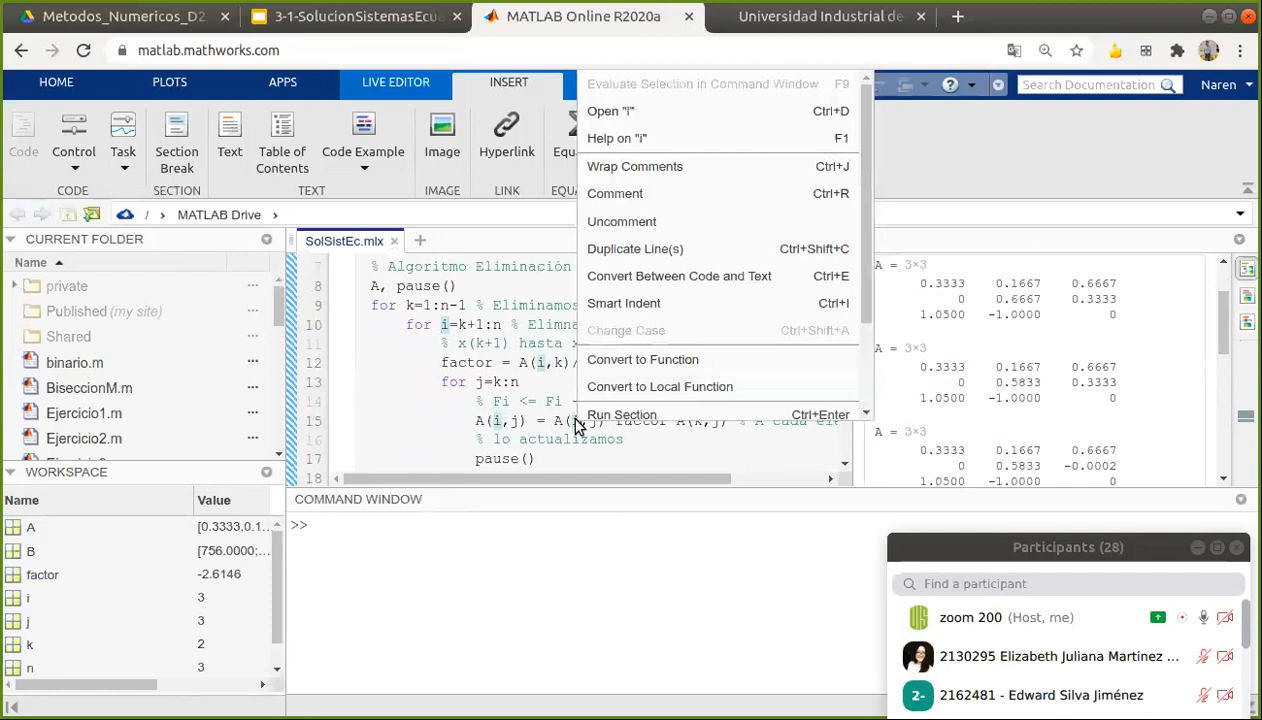 Metodos_Numericos_D2
3-1-SolucionSistemasEcue
MATLAB Online R2020a
Universidad Industrial de
matlab.mathworks.com
HOME PLOTS APPS LIVE EDITOR INSERT
Search Documentation
Naren
Code
Control
Task
Section Break
Text
Table of Contents
Code Example
Image
Hyperlink
CODE SECTION TEXT IMAGE LINK
/ MATLAB Drive
Evaluate Selection in Command Window F9
Open "i" Ctrl+D
Help on "i" F1
Wrap Comments Ctrl+J
Comment Ctrl+R
Uncomment
Duplicate Line(s) Ctrl+Shift+C
Convert Between Code and Text Ctrl+E
Smart Indent Ctrl+I
Change Case Ctrl+Shift+A
Convert to Function
Convert to Local Function
Run Section Ctrl+Enter
CURRENT FOLDER
Name
private
Published (my site)
Shared
binario.m
BiseccionM.m
Ejercicio1.m
Ejercicio2.m
SolSistEc.mlx
7 % Algoritmo Eliminación
8 A, pause()
9 for k=1:n-1 % Eliminamos
10 for i=k+1:n % Elimna
11 % x(k+1) hasta x
12 factor = A(i,k)/
13 for j=k:n
14 % Fi <= Fi -
15 A(i,j) = A(i,j)-factor*A(k,j) % A cada ele
16 % lo actualizamos
17 pause()
18
A = 3×3
0.3333 0.1667 0.6667
0 0.6667 0.3333
1.0500 -1.0000 0
A = 3×3
0.3333 0.1667 0.6667
0 0.5833 0.3333
1.0500 -1.0000 0
A = 3×3
0.3333 0.1667 0.6667
0 0.5833 -0.0002
1.0500 -1.0000 0
WORKSPACE
Name Value
A [0.3333,0.1...
B [756.0000;...
factor -2.6146
i 3
j 3
k 2
n 3
COMMAND WINDOW
>>
Participants (28)
Find a participant
zoom 200 (Host, me)
2130295 Elizabeth Juliana Martinez ...
2-
2162481 - Edward Silva Jiménez